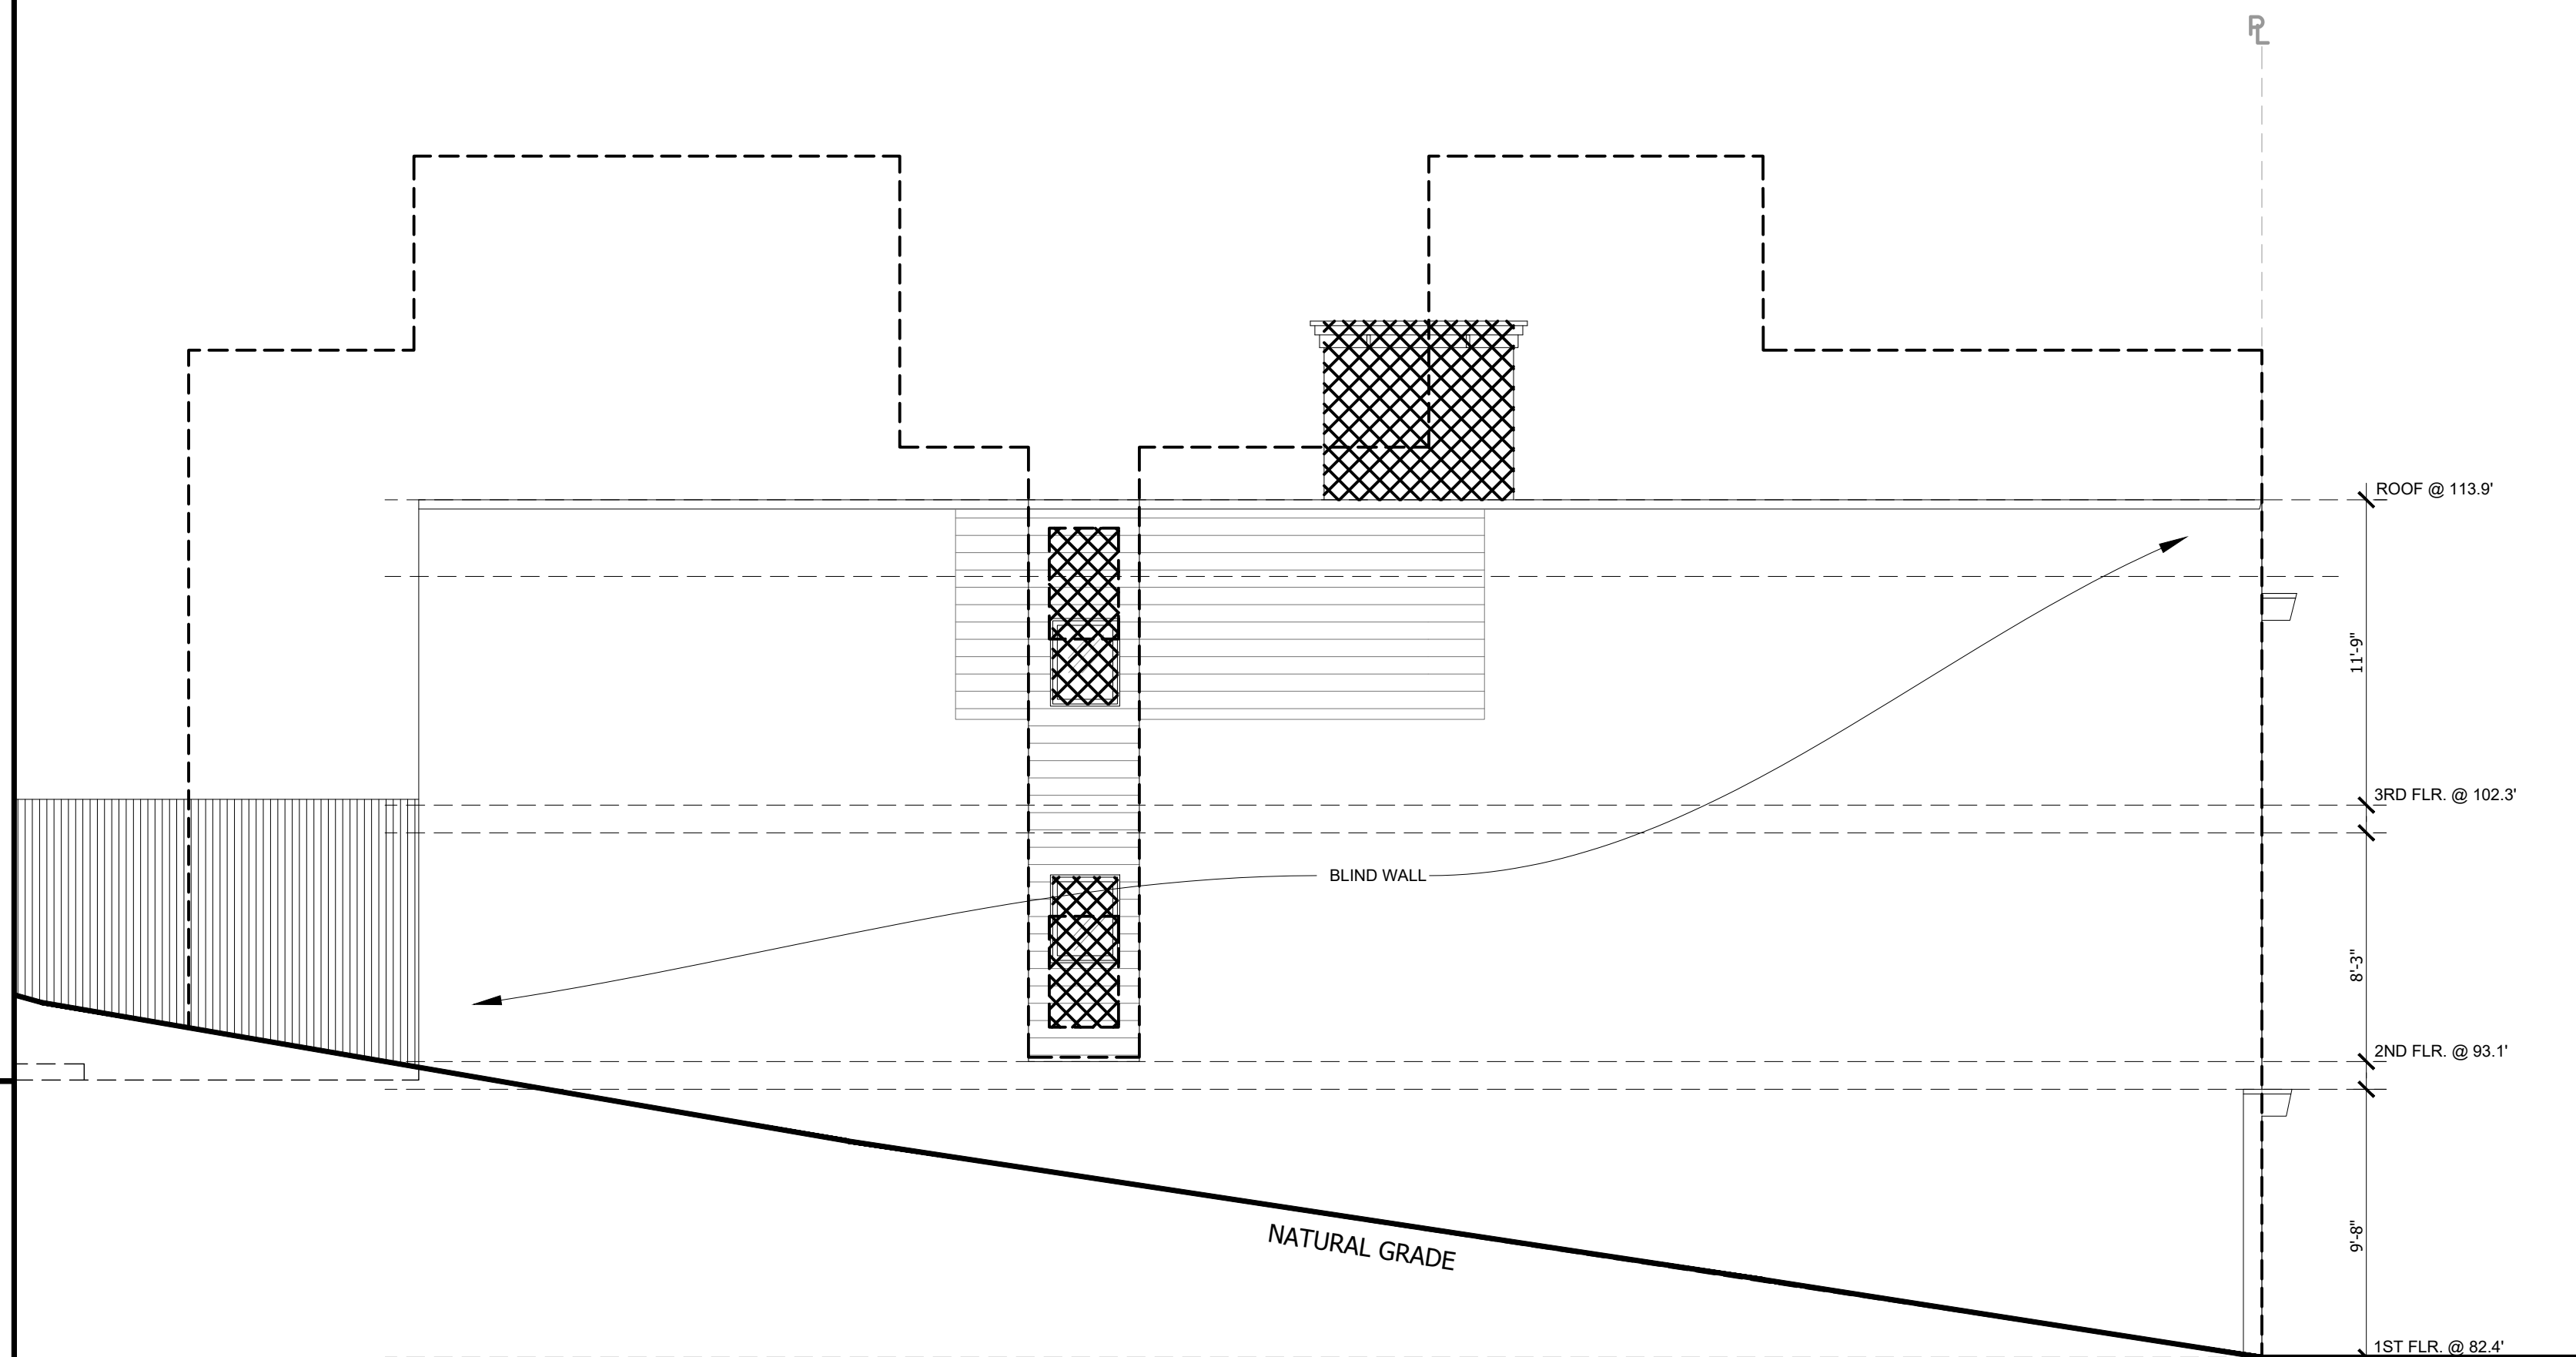 PL
ROOF @ 113.9'
11'-9"
3RD FLR. @ 102.3'
BLIND WALL
8'-3"
2ND FLR. @ 93.1'
NATURAL GRADE
9'-8"
1ST FLR. @ 82.4'